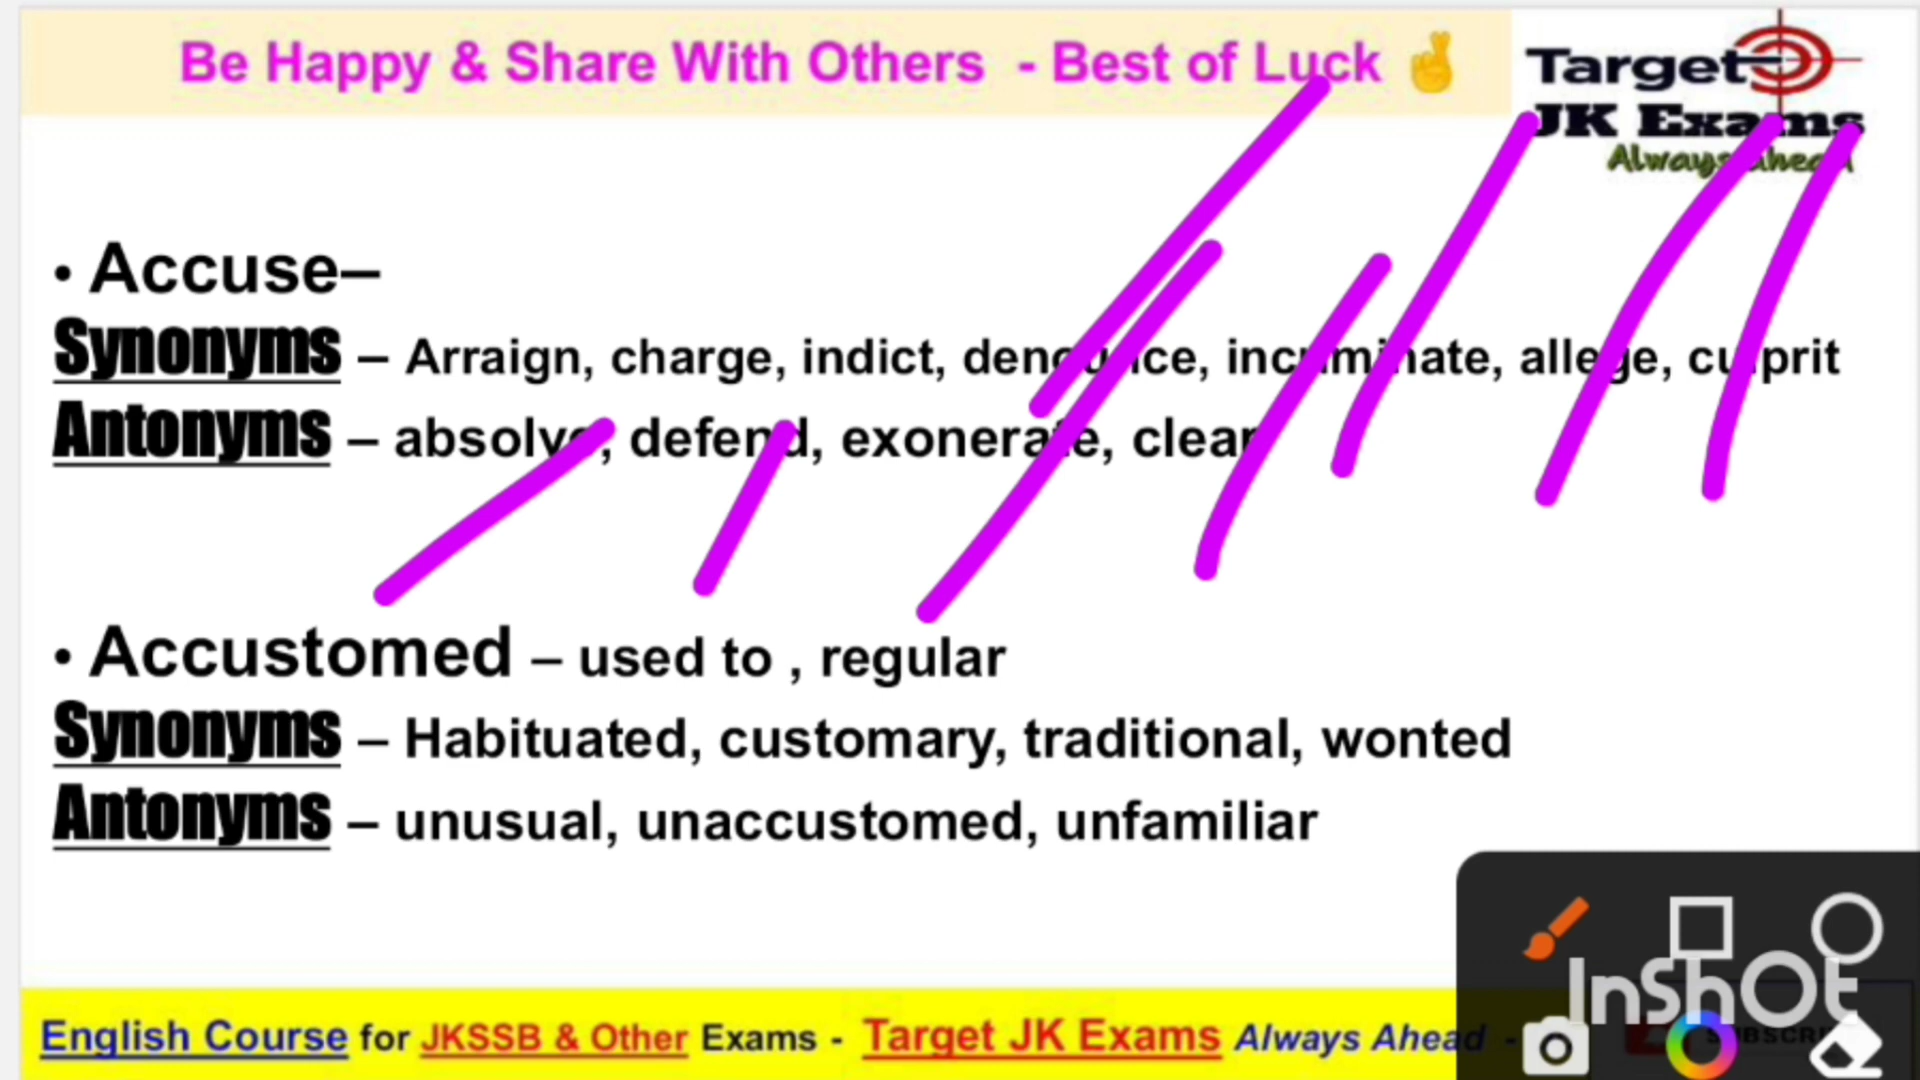 Be Happy & Share With Others - Best of Luck 🤞
Target
JK Exams
Always Ahead
• Accuse–
Synonyms – Arraign, charge, indict, denounce, incriminate, allege, culprit
Antonyms – absolve, defend, exonerate, clear
• Accustomed – used to , regular
Synonyms – Habituated, customary, traditional, wonted
Antonyms – unusual, unaccustomed, unfamiliar
InShOt
English Course for JKSSB & Other Exams - Target JK Exams Always Ahead -